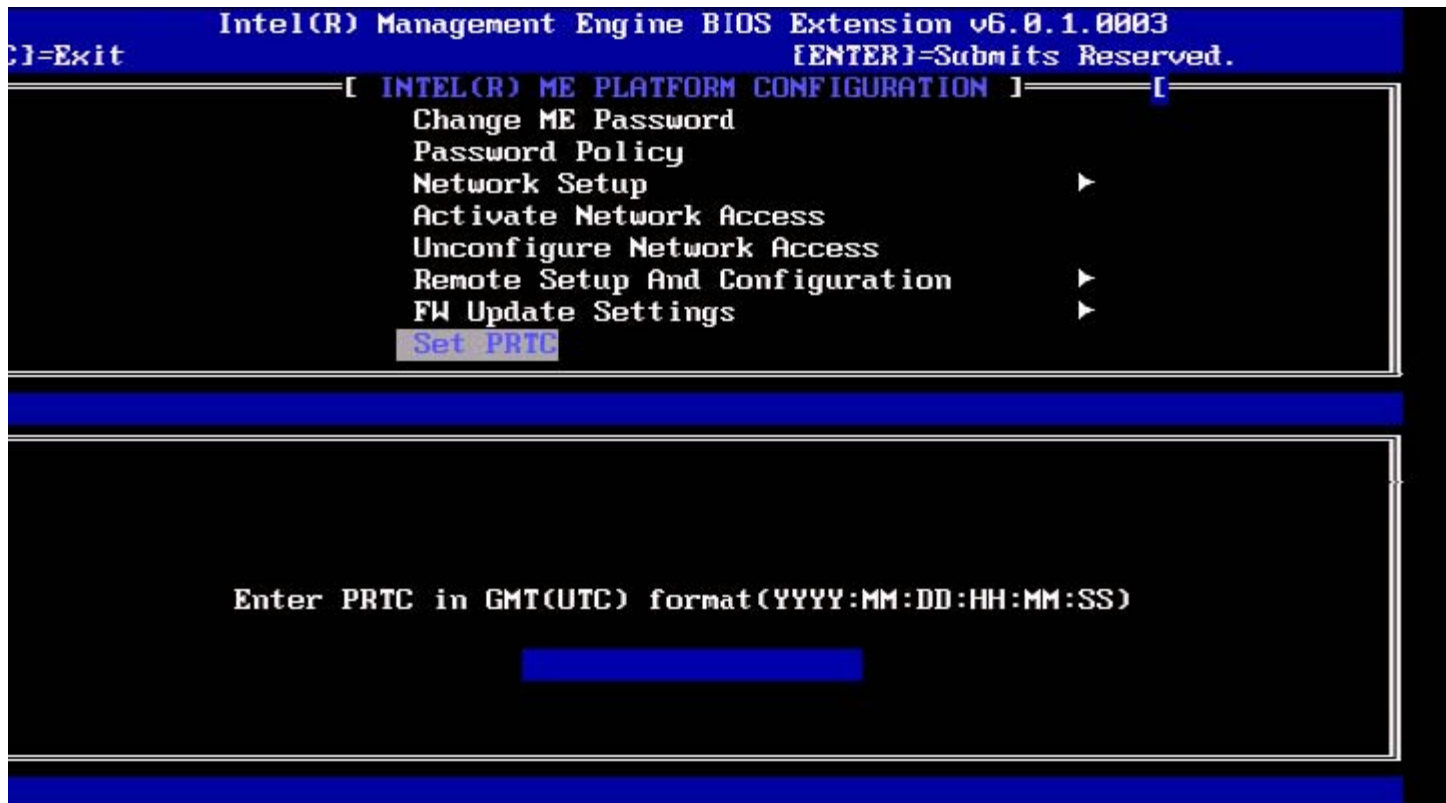 Intel(R) Management Engine BIOS Extension v6.0.1.0003
C]=Exit [ENTER]=Submits Reserved.
[ INTEL(R) ME PLATFORM CONFIGURATION ] [
Change ME Password
Password Policy
Network Setup ►
Activate Network Access
Unconfigure Network Access
Remote Setup And Configuration ►
FW Update Settings ►
Set PRTC
Enter PRTC in GMT(UTC) format(YYYY:MM:DD:HH:MM:SS)